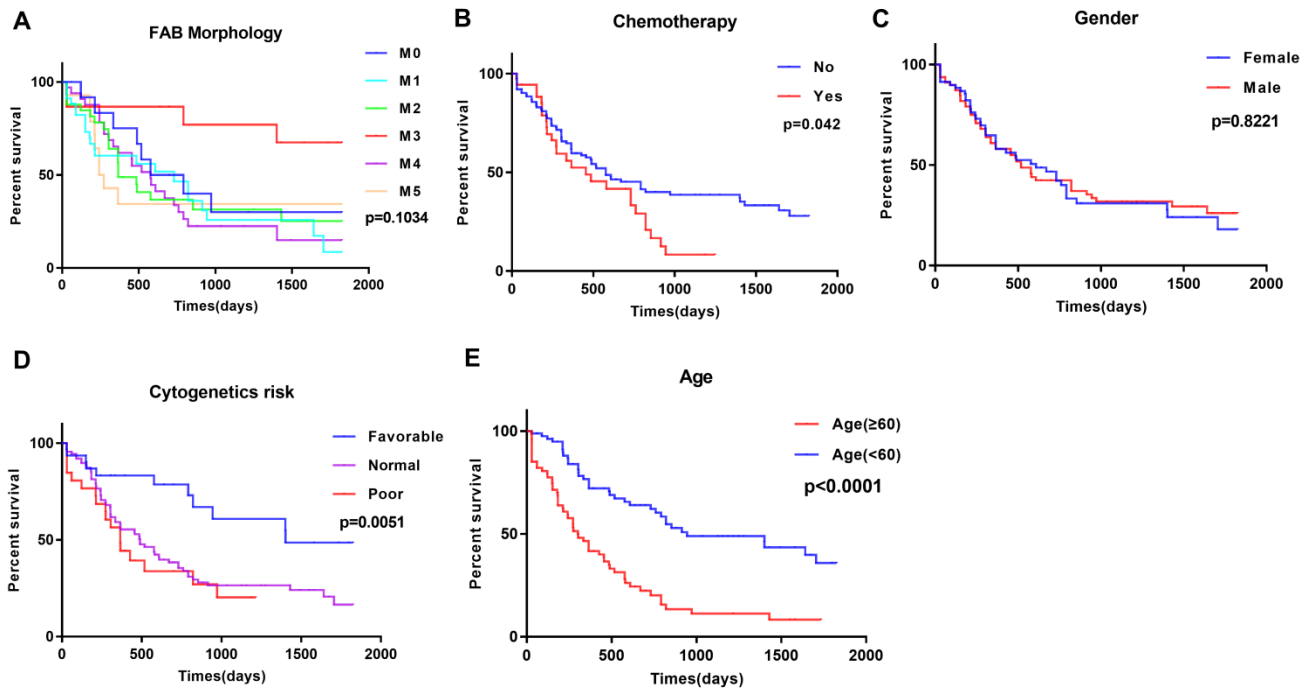 A
FAB Morphology
Percent survival
100
50
0
0 500 1000 1500 2000
Times(days)
M0
M1
M2
M3
M4
M5
p=0.1034
B
Chemotherapy
Percent survival
100
50
0
0 500 1000 1500 2000
Times(days)
No
Yes
p=0.042
C
Gender
Percent survival
100
50
0
0 500 1000 1500 2000
Times(days)
Female
Male
p=0.8221
D
Cytogenetics risk
Percent survival
100
50
0
0 500 1000 1500 2000
Times(days)
Favorable
Normal
Poor
p=0.0051
E
Age
Percent survival
100
50
0
0 500 1000 1500 2000
Times(days)
Age(≥60)
Age(<60)
p<0.0001